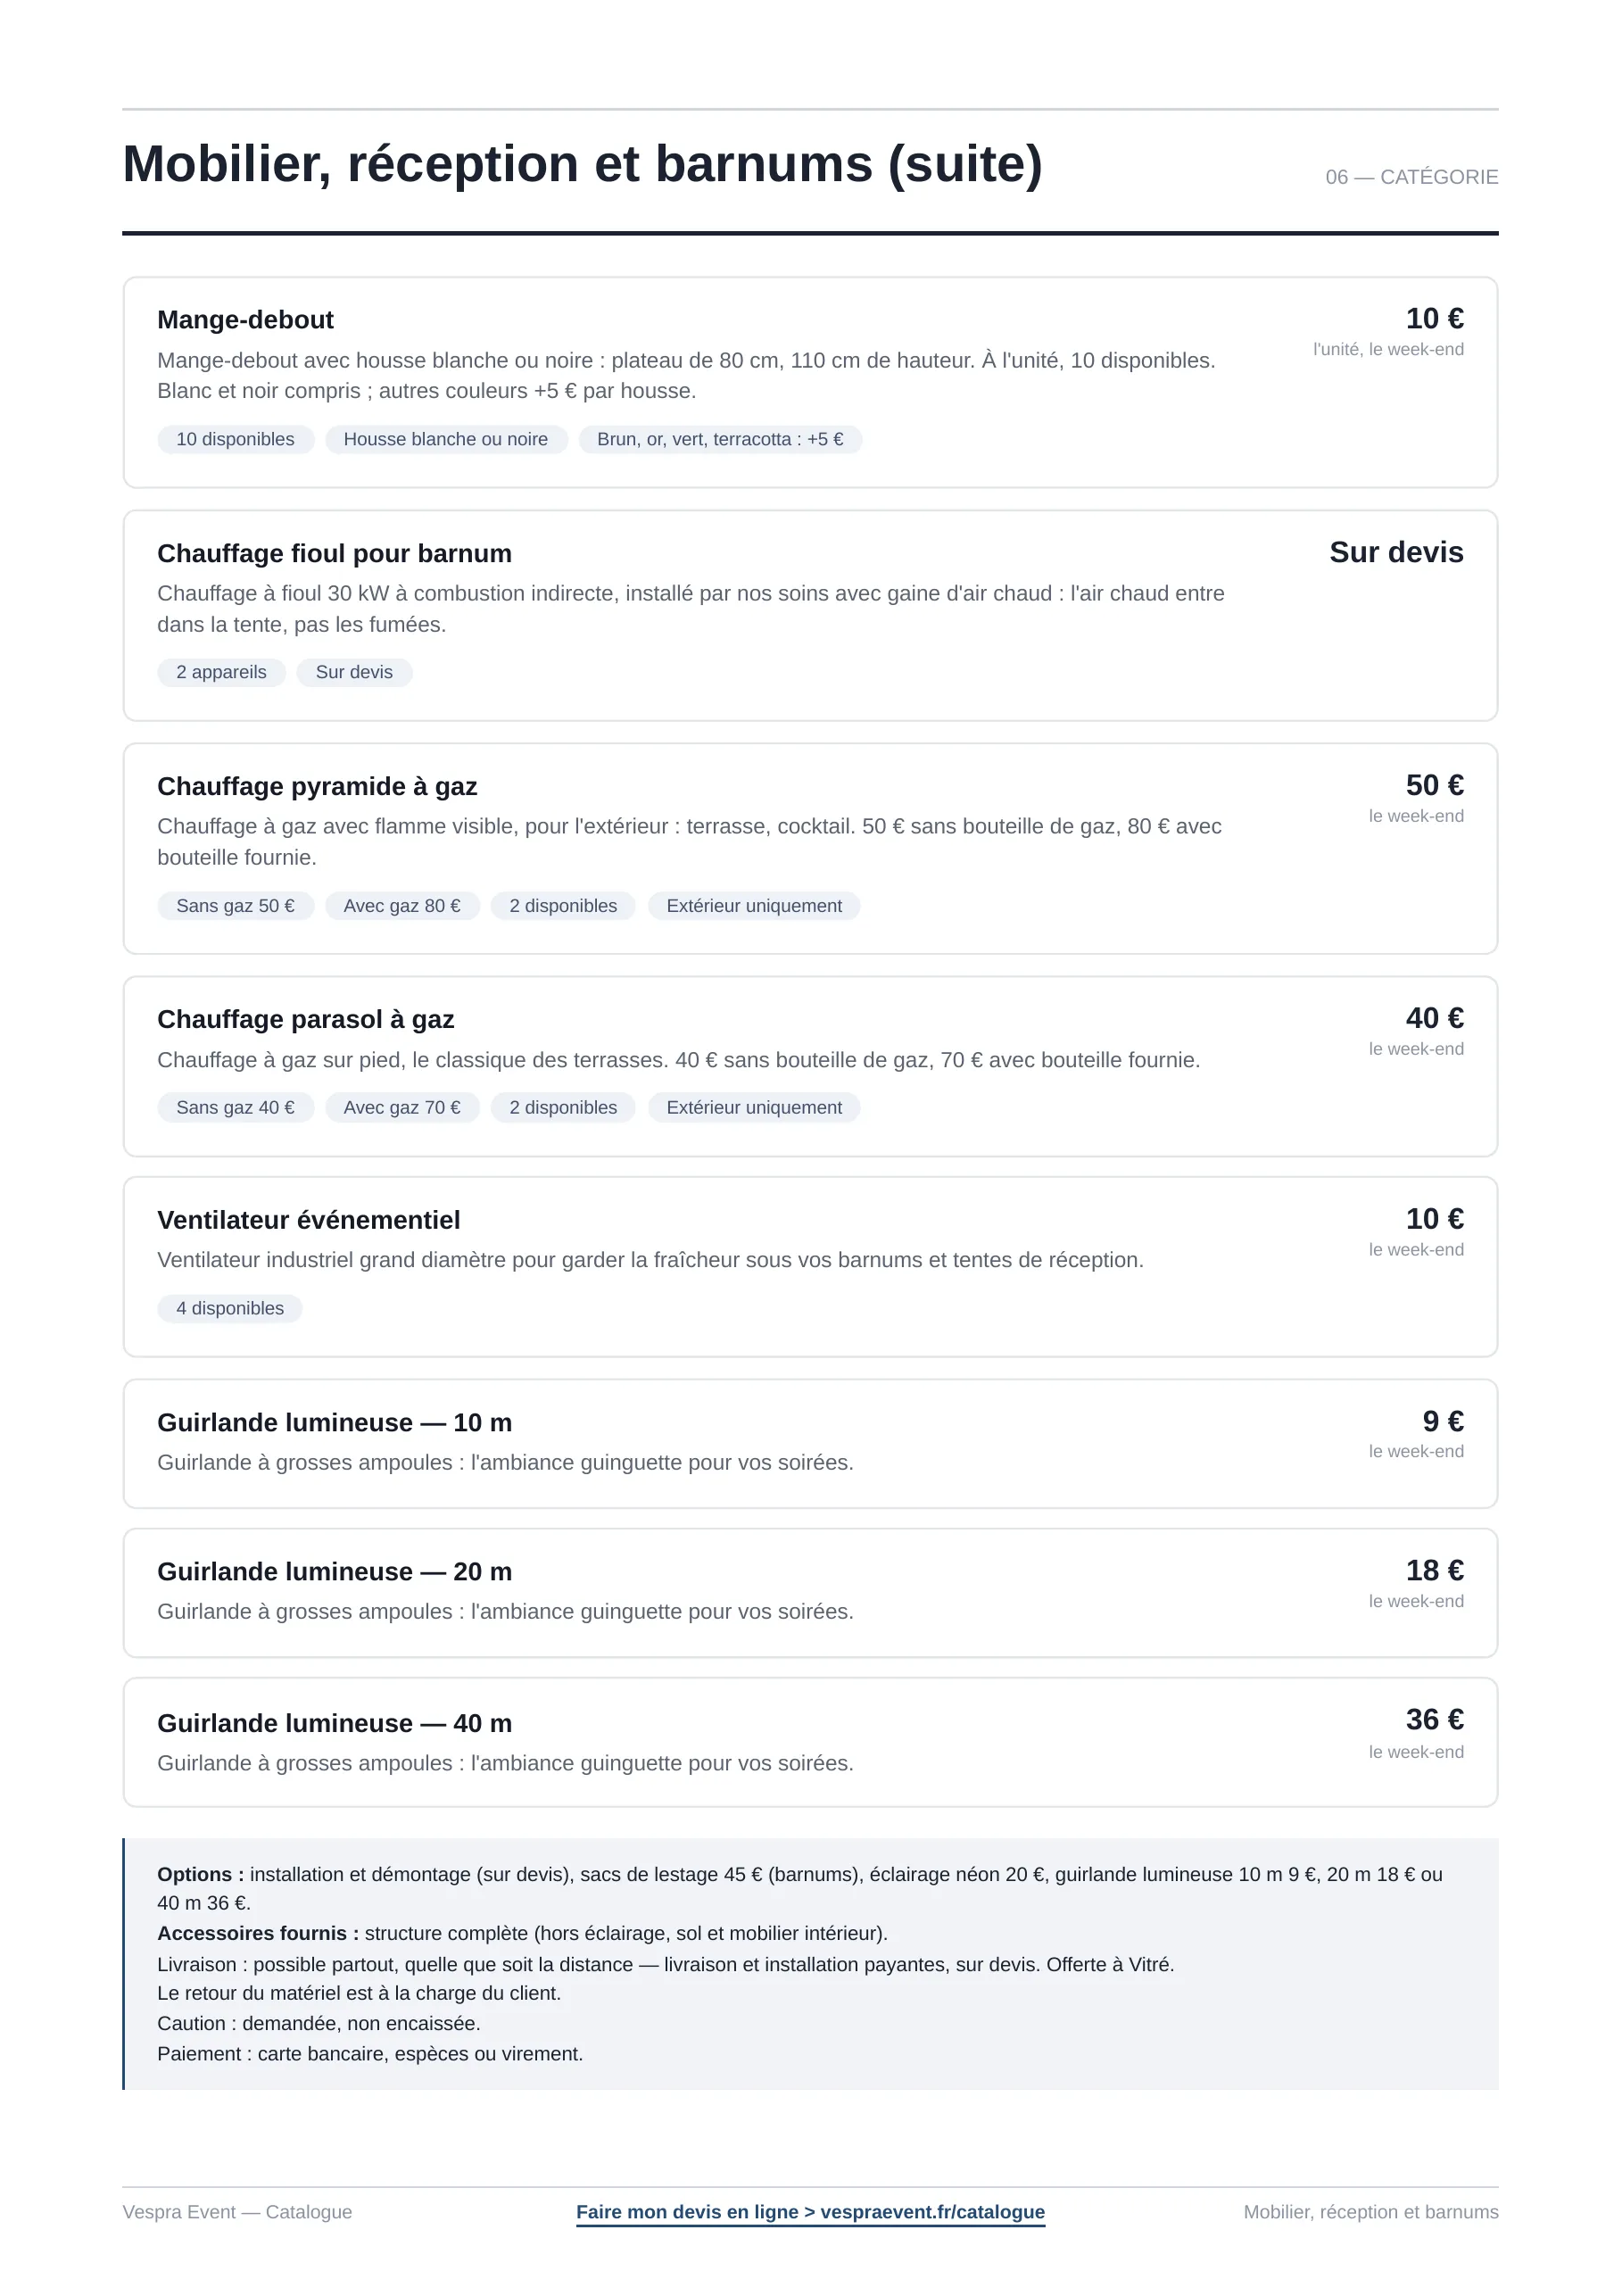 Mobilier, réception et barnums (suite)
06 — CATÉGORIE
Mange-debout
10 €
Mange-debout avec housse blanche ou noire : plateau de 80 cm, 110 cm de hauteur. À l'unité, 10 disponibles.
l'unité, le week-end
Blanc et noir compris ; autres couleurs +5 € par housse.
10 disponibles
Housse blanche ou noire
Brun, or, vert, terracotta : +5 €
Chauffage fioul pour barnum
Sur devis
Chauffage à fioul 30 kW à combustion indirecte, installé par nos soins avec gaine d'air chaud : l'air chaud entre
dans la tente, pas les fumées.
2 appareils
Sur devis
Chauffage pyramide à gaz
50 €
Chauffage à gaz avec flamme visible, pour l'extérieur : terrasse, cocktail. 50 € sans bouteille de gaz, 80 € avec
le week-end
bouteille fournie.
Sans gaz 50 €
Avec gaz 80 €
2 disponibles
Extérieur uniquement
Chauffage parasol à gaz
40 €
Chauffage à gaz sur pied, le classique des terrasses. 40 € sans bouteille de gaz, 70 € avec bouteille fournie.
le week-end
Sans gaz 40 €
Avec gaz 70 €
2 disponibles
Extérieur uniquement
Ventilateur événementiel
10 €
Ventilateur industriel grand diamètre pour garder la fraîcheur sous vos barnums et tentes de réception.
le week-end
4 disponibles
Guirlande lumineuse — 10 m
9 €
Guirlande à grosses ampoules : l'ambiance guinguette pour vos soirées.
le week-end
Guirlande lumineuse — 20 m
18 €
Guirlande à grosses ampoules : l'ambiance guinguette pour vos soirées.
le week-end
Guirlande lumineuse — 40 m
36 €
Guirlande à grosses ampoules : l'ambiance guinguette pour vos soirées.
le week-end
Options : installation et démontage (sur devis), sacs de lestage 45 € (barnums), éclairage néon 20 €, guirlande lumineuse 10 m 9 €, 20 m 18 € ou
40 m 36 €.
Accessoires fournis : structure complète (hors éclairage, sol et mobilier intérieur).
Livraison : possible partout, quelle que soit la distance — livraison et installation payantes, sur devis. Offerte à Vitré.
Le retour du matériel est à la charge du client.
Caution : demandée, non encaissée.
Paiement : carte bancaire, espèces ou virement.
Vespra Event — Catalogue
Faire mon devis en ligne > vespraevent.fr/catalogue
Mobilier, réception et barnums